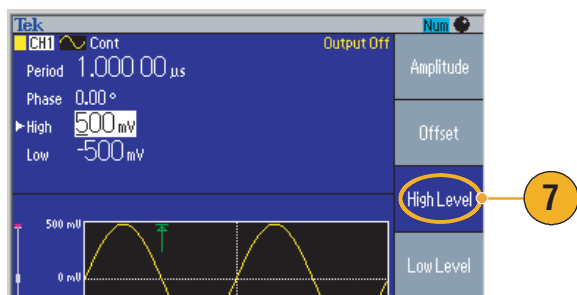 Tek
Num
CH1 Cont Output Off
Period 1.000 00 µs
Phase 0.00 °
High 500 mV
Low -500 mV
Amplitude
Offset
High Level
7
Low Level
500 mV
0 mV